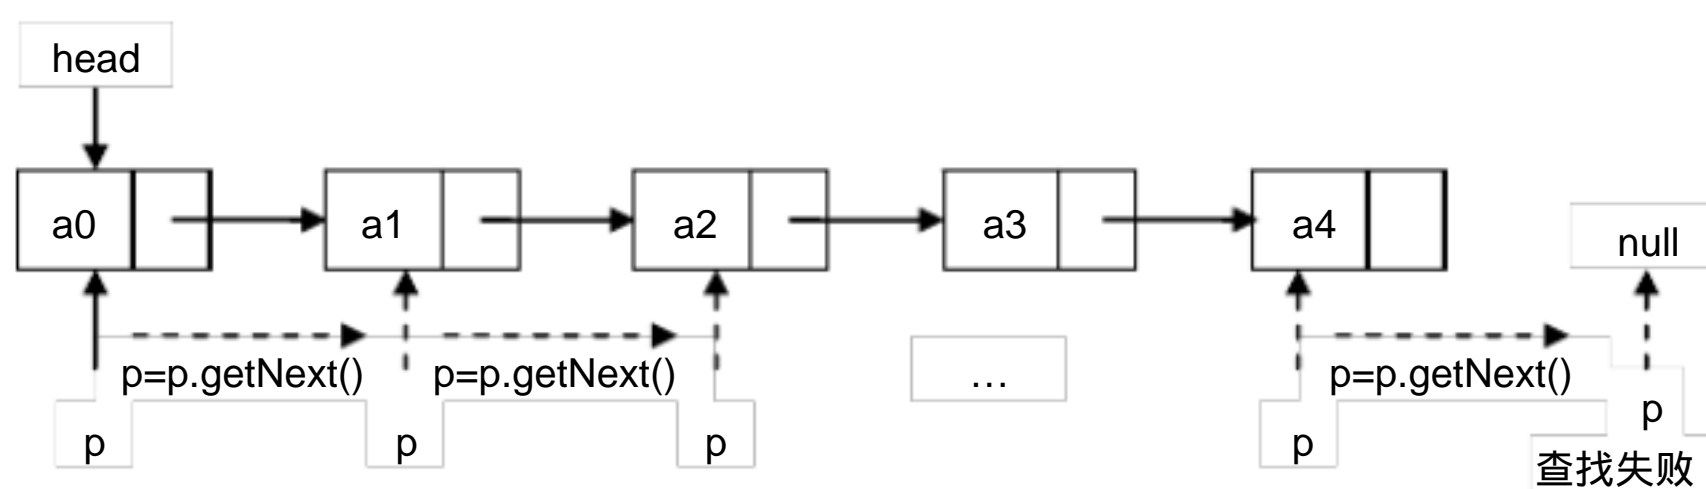 head
a0
a1
a2
a3
a4
null
p=p.getNext()
p=p.getNext()
…
p=p.getNext()
p
p
p
p
p
查找失败